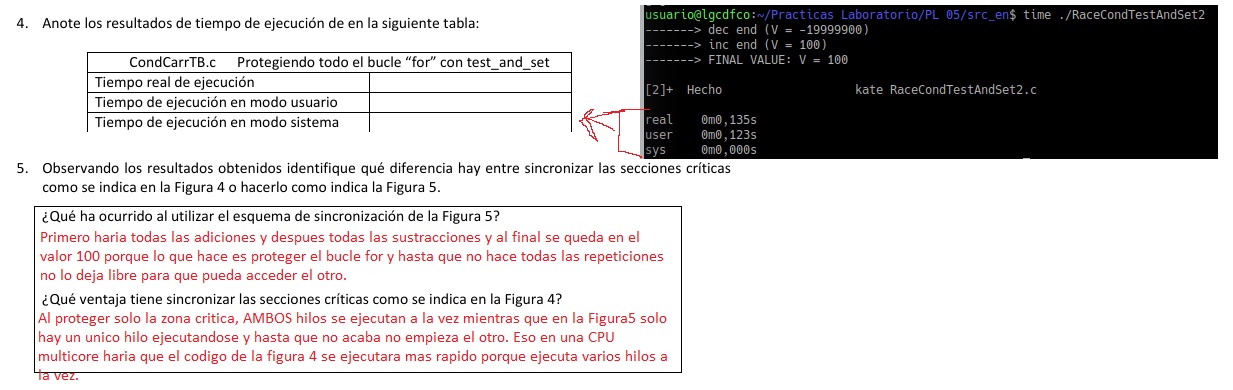 4. Anote los resultados de tiempo de ejecución de en la siguiente tabla:
CondCarrTB.c Protegiendo todo el bucle “for” con test_and_set
Tiempo real de ejecución
Tiempo de ejecución en modo usuario
Tiempo de ejecución en modo sistema
usuario@lgcdfco:~/Practicas Laboratorio/PL 05/src_en$ time ./RaceCondTestAndSet2
-------> dec end (V = -19999900)
-------> inc end (V = 100)
-------> FINAL VALUE: V = 100
[2]+ Hecho kate RaceCondTestAndSet2.c
real 0m0,135s
user 0m0,123s
sys 0m0,000s
5. Observando los resultados obtenidos identifique qué diferencia hay entre sincronizar las secciones críticas
como se indica en la Figura 4 o hacerlo como indica la Figura 5.
¿Qué ha ocurrido al utilizar el esquema de sincronización de la Figura 5?
Primero haria todas las adiciones y despues todas las sustracciones y al final se queda en el
valor 100 porque lo que hace es proteger el bucle for y hasta que no hace todas las repeticiones
no lo deja libre para que pueda acceder el otro.
¿Qué ventaja tiene sincronizar las secciones críticas como se indica en la Figura 4?
Al proteger solo la zona critica, AMBOS hilos se ejecutan a la vez mientras que en la Figura5 solo
hay un unico hilo ejecutandose y hasta que no acaba no empieza el otro. Eso en una CPU
multicore haria que el codigo de la figura 4 se ejecutara mas rapido porque ejecuta varios hilos a
la vez.